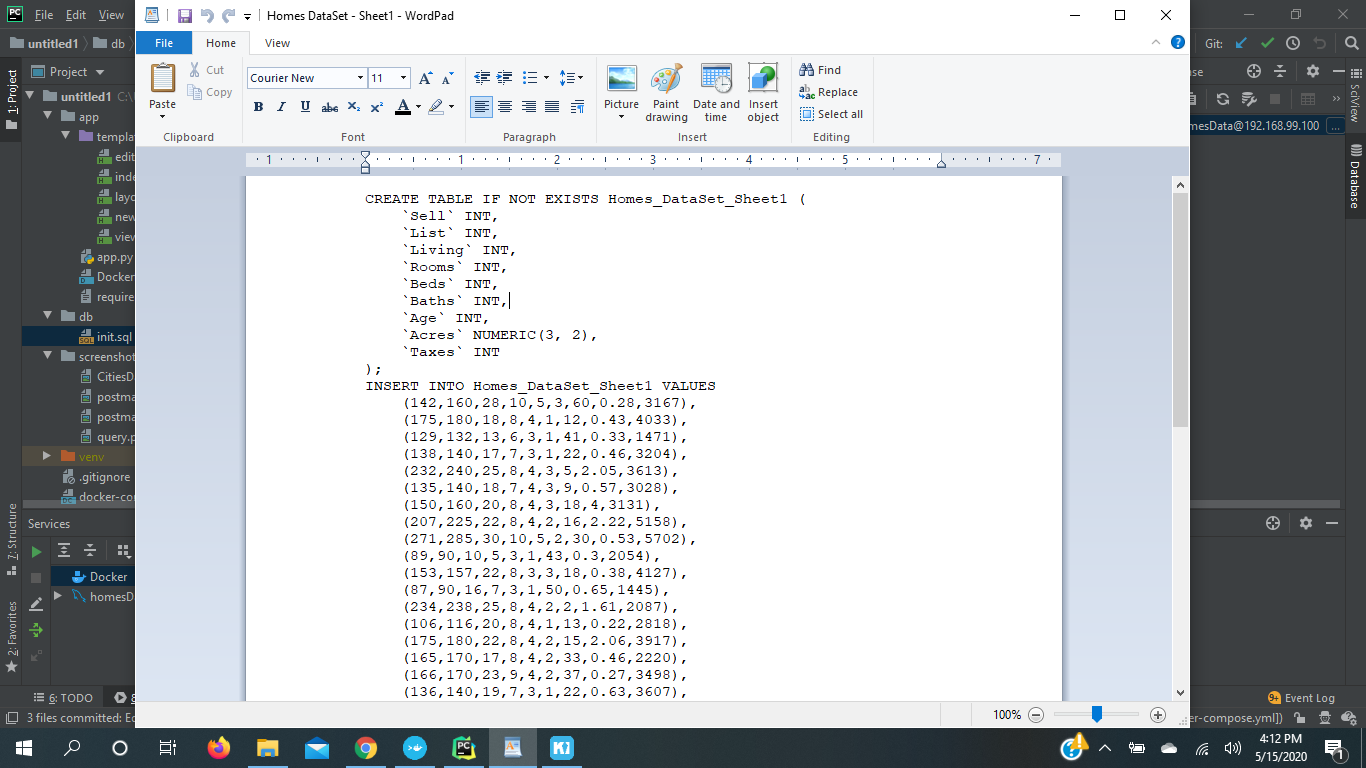 File Edit View
Homes DataSet - Sheet1 - WordPad
File Home View
untitled1 db
Git:
Project
1: Project
untitled1
app
edit
layo
new
view
app.py
Docker
db
init.sql
CitiesD
query.p
venv
.gitignore
docker-co
Paste
Cut
Copy
Clipboard
Courier New 11
B I U abc X₂ X² A
Font
Paragraph
Picture
Paint drawing
Date and time
Insert object
Insert
Find
Replace
Select all
Editing
mesData@192.168.99.100 ...
SciView
Database
1 1 2 3 4 5 7
CREATE TABLE IF NOT EXISTS Homes_DataSet_Sheet1 (
`Sell` INT,
`List` INT,
`Living` INT,
`Rooms` INT,
`Beds` INT,
`Baths` INT,
`Age` INT,
`Acres` NUMERIC(3, 2),
`Taxes` INT
);
INSERT INTO Homes_DataSet_Sheet1 VALUES
(142,160,28,10,5,3,60,0.28,3167),
(175,180,18,8,4,1,12,0.43,4033),
(129,132,13,6,3,1,41,0.33,1471),
(138,140,17,7,3,1,22,0.46,3204),
(232,240,25,8,4,3,5,2.05,3613),
(135,140,18,7,4,3,9,0.57,3028),
(150,160,20,8,4,3,18,4,3131),
(207,225,22,8,4,2,16,2.22,5158),
(271,285,30,10,5,2,30,0.53,5702),
(89,90,10,5,3,1,43,0.3,2054),
(153,157,22,8,3,3,18,0.38,4127),
(87,90,16,7,3,1,50,0.65,1445),
(234,238,25,8,4,2,2,1.61,2087),
(106,116,20,8,4,1,13,0.22,2818),
(175,180,22,8,4,2,15,2.06,3917),
(165,170,17,8,4,2,33,0.46,2220),
(166,170,23,9,4,2,37,0.27,3498),
(136,140,19,7,3,1,22,0.63,3607),
7: Structure
2: Favorites
Services
Docker
homesD
6: TODO
Event Log
3 files committed: Ed
er-compose.yml])
100%
4:12 PM
5/15/2020